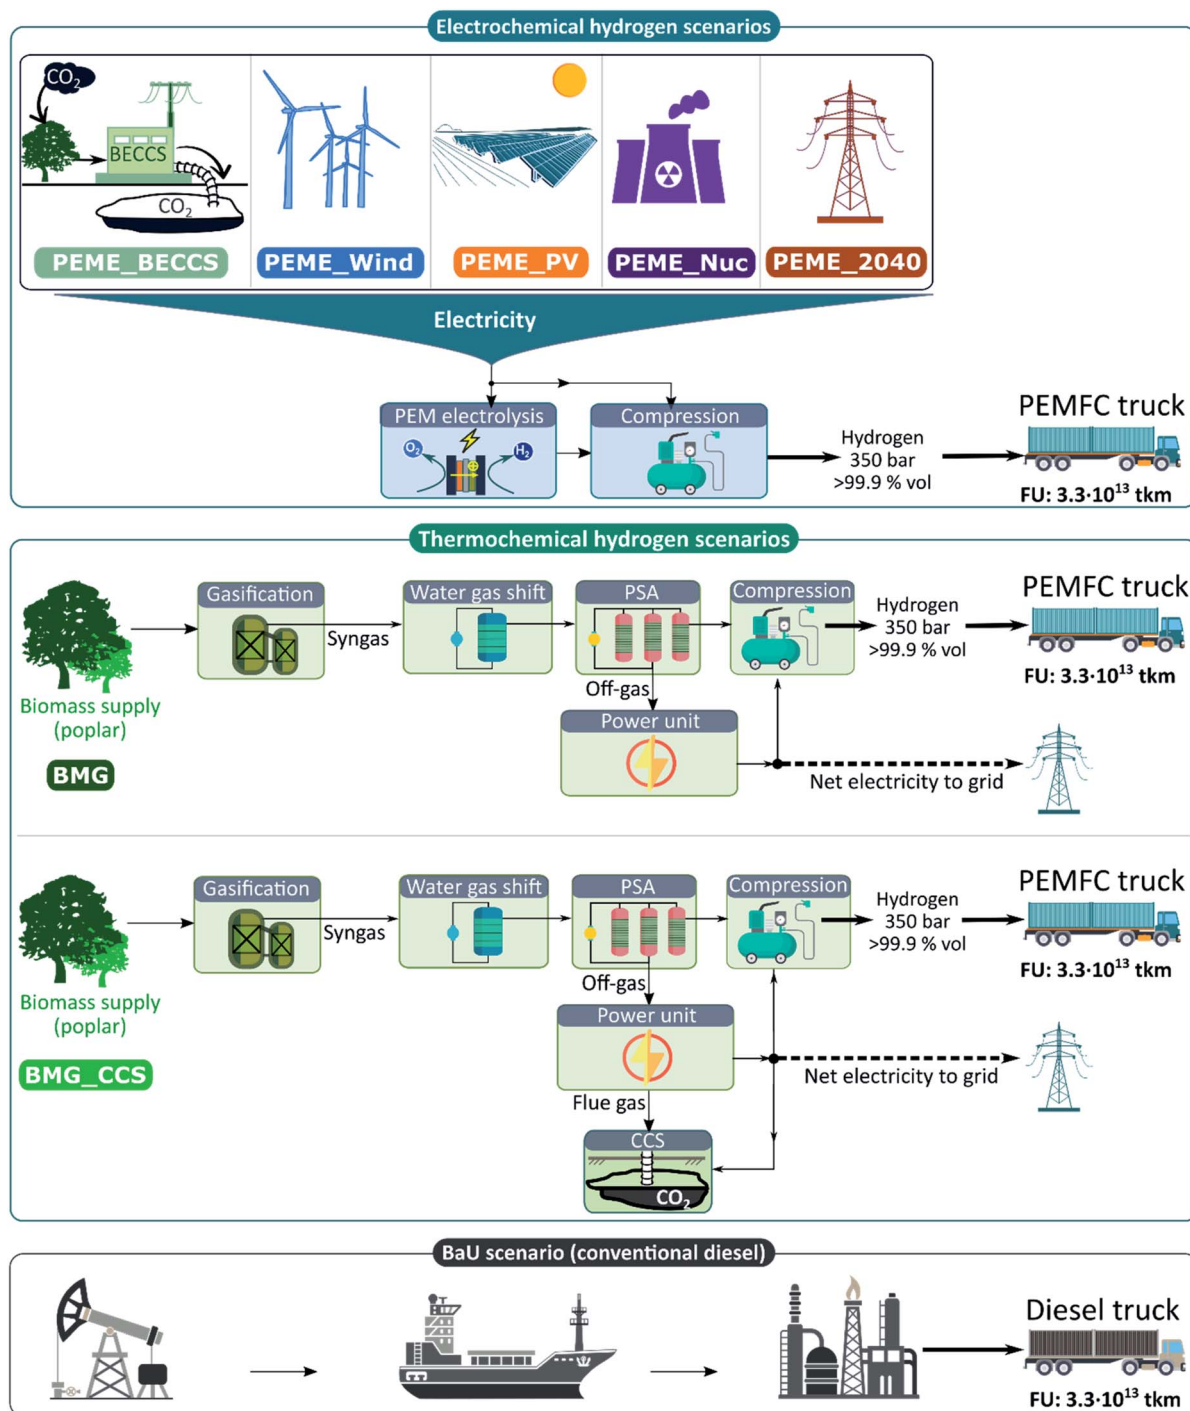 Electrochemical hydrogen scenarios
CO2
BECCS
CO2
PEME_BECCS
PEME_Wind
PEME_PV
PEME_Nuc
PEME_2040
Electricity
PEM electrolysis
O2
H2
Compression
Hydrogen
350 bar
>99.9 % vol
PEMFC truck
FU: 3.3·10¹³ tkm
Thermochemical hydrogen scenarios
Biomass supply
(poplar)
BMG
Gasification
Syngas
Water gas shift
PSA
Off-gas
Power unit
Compression
Hydrogen
350 bar
>99.9 % vol
PEMFC truck
FU: 3.3·10¹³ tkm
Net electricity to grid
Biomass supply
(poplar)
BMG_CCS
Gasification
Syngas
Water gas shift
PSA
Off-gas
Power unit
Flue gas
CCS
CO2
Compression
Hydrogen
350 bar
>99.9 % vol
PEMFC truck
FU: 3.3·10¹³ tkm
Net electricity to grid
BaU scenario (conventional diesel)
Diesel truck
FU: 3.3·10¹³ tkm